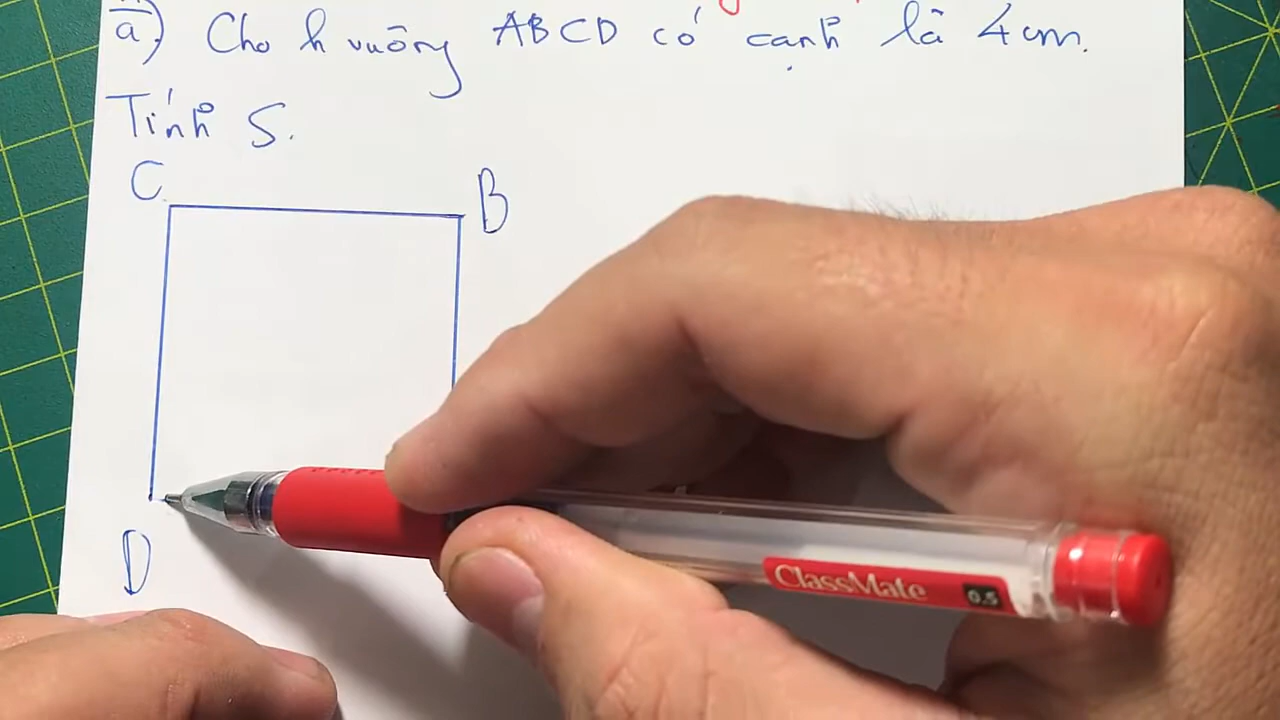 a) Cho h vuông ABCD có cạnh là 4cm.
Tính S.
C
B
D
ClassMate 0.5